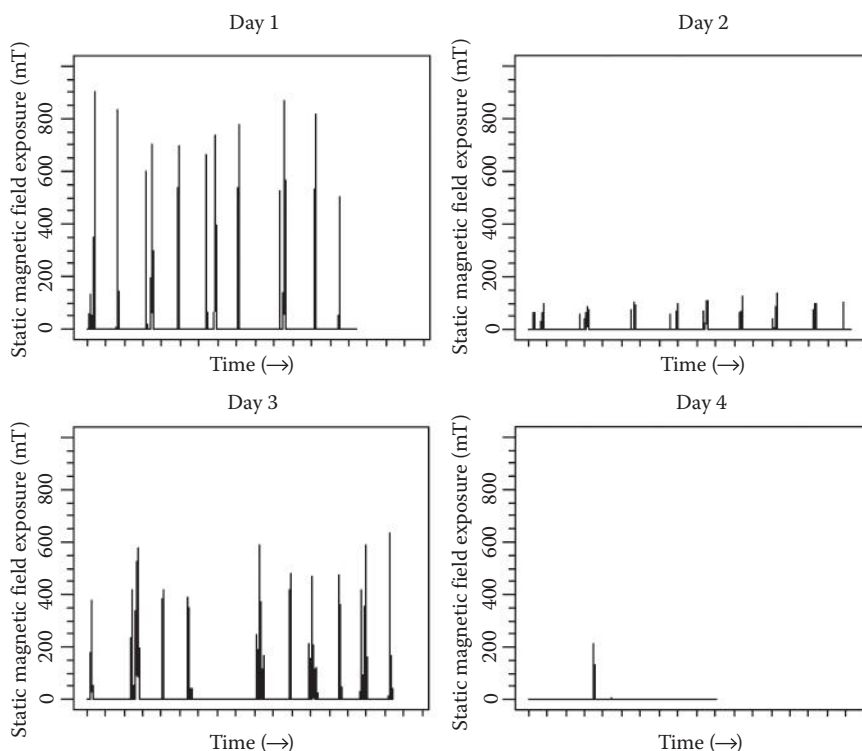 Day 1
Static magnetic field exposure (mT)
800
600
400
200
0
Time (→)
Day 2
Static magnetic field exposure (mT)
800
600
400
200
0
Time (→)
Day 3
Static magnetic field exposure (mT)
800
600
400
200
0
Time (→)
Day 4
Static magnetic field exposure (mT)
800
600
400
200
0
Time (→)